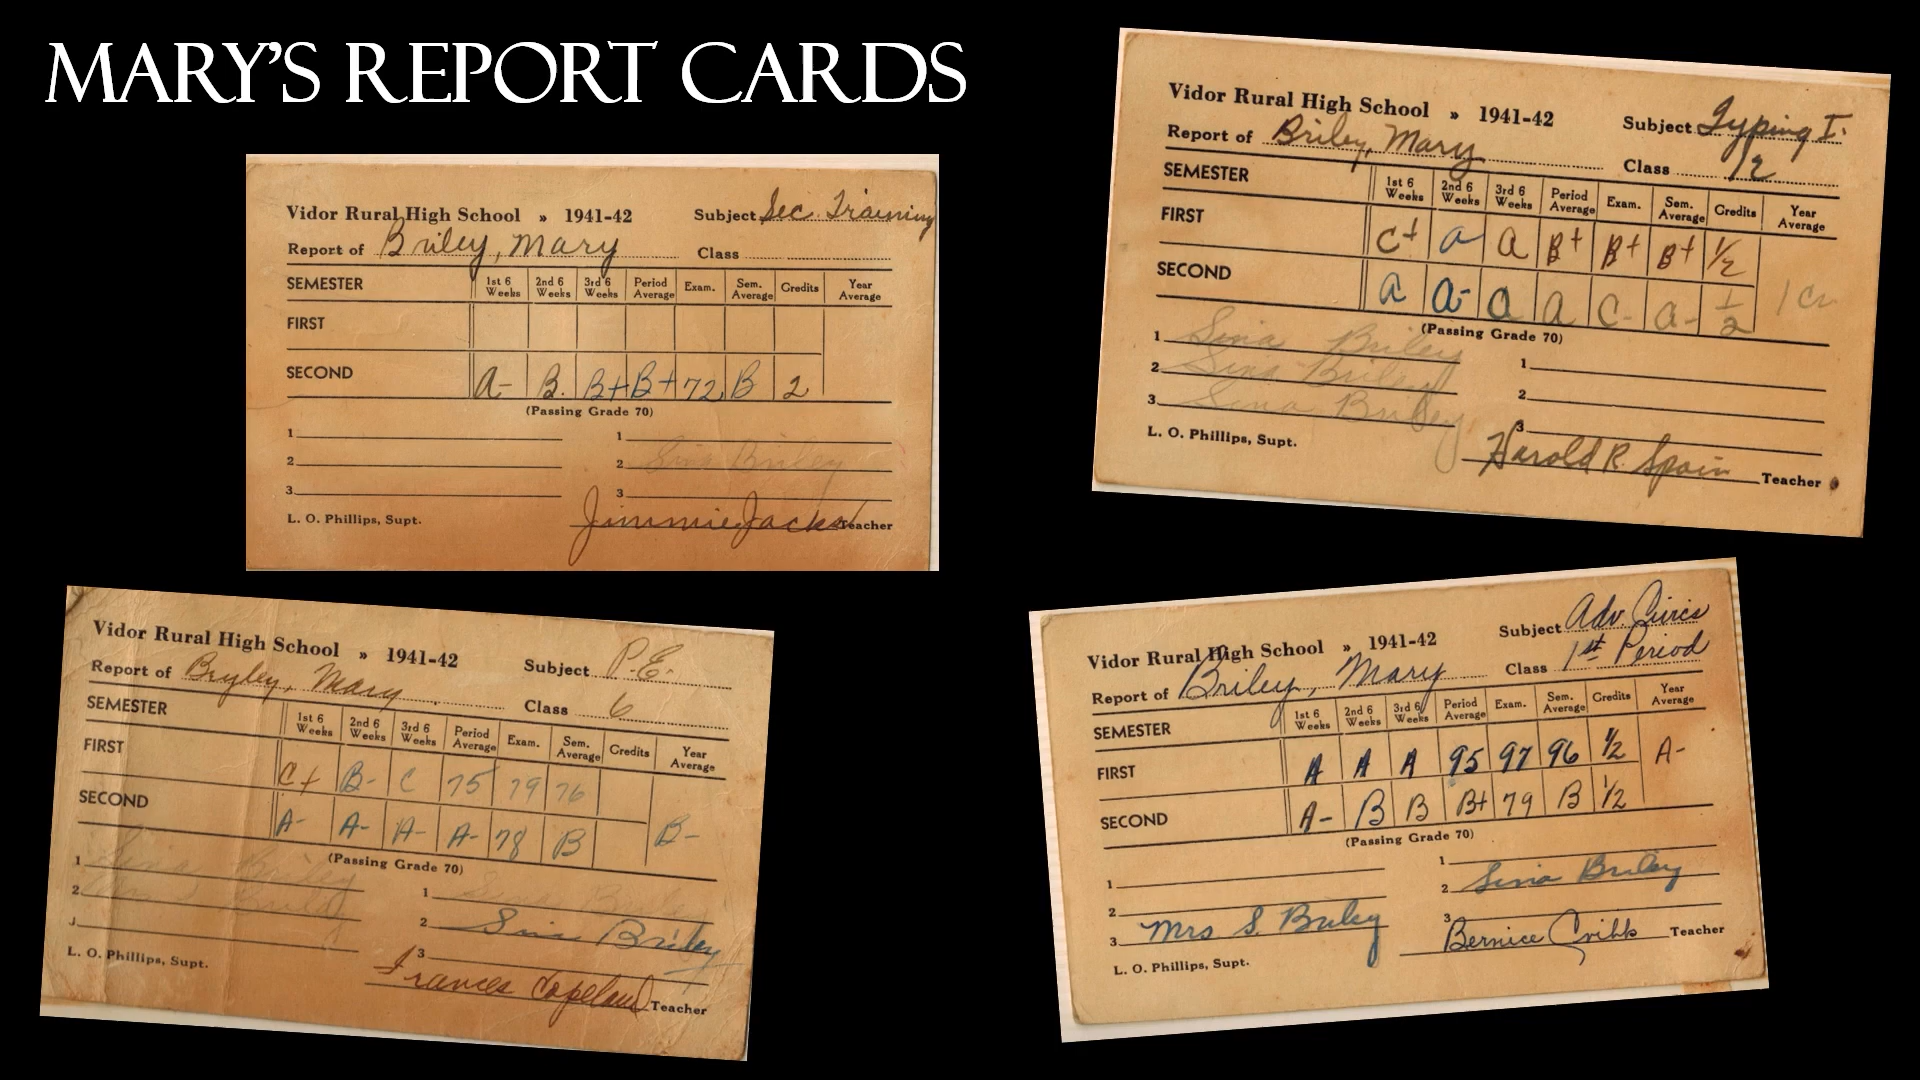 MARY'S REPORT CARDS
Vidor Rural High School » 1941-42 Subject Sec. Training
Report of Briley, Mary Class
SEMESTER 1st 6 Weeks 2nd 6 Weeks 3rd 6 Weeks Period Average Exam. Sem. Average Credits Year Average
FIRST
SECOND A- B. B+ B+ 72 B 2
(Passing Grade 70)
1 1
2 2 Sina Briley
3 3
L. O. Phillips, Supt. Jimmie Jacks Teacher
Vidor Rural High School » 1941-42 Subject Typing I.
Report of Briley, Mary Class 12
SEMESTER 1st 6 Weeks 2nd 6 Weeks 3rd 6 Weeks Period Average Exam. Sem. Average Credits Year Average
FIRST C+ A A B+ B+ B+ 1/2
SECOND A A- A A C- A- 1/2 1 Cr
(Passing Grade 70)
1 Sina Briley 1
2 Sina Briley 2
3 Sina Briley 3
L. O. Phillips, Supt. Harold R. Spain Teacher
Vidor Rural High School » 1941-42 Subject P.E.
Report of Bryley, Mary Class 6
SEMESTER 1st 6 Weeks 2nd 6 Weeks 3rd 6 Weeks Period Average Exam. Sem. Average Credits Year Average
FIRST C+ B- C 75 79 76
SECOND A- A- A- A- 78 B B-
(Passing Grade 70)
1 Sina Briley 1 Sina Briley
2 Briley 2 Sina Briley
3 3
L. O. Phillips, Supt. Frances Copeland Teacher
Vidor Rural High School » 1941-42 Subject Adv. Civics
Report of Briley, Mary Class 1st Period
SEMESTER 1st 6 Weeks 2nd 6 Weeks 3rd 6 Weeks Period Average Exam. Sem. Average Credits Year Average
FIRST A A A 95 97 96 1/2 A-
SECOND A- B B B+ 79 B 1/2
(Passing Grade 70)
1 1
2 2 Sina Briley
3 Mrs S. Briley 3
L. O. Phillips, Supt. Bernice Cribbs Teacher